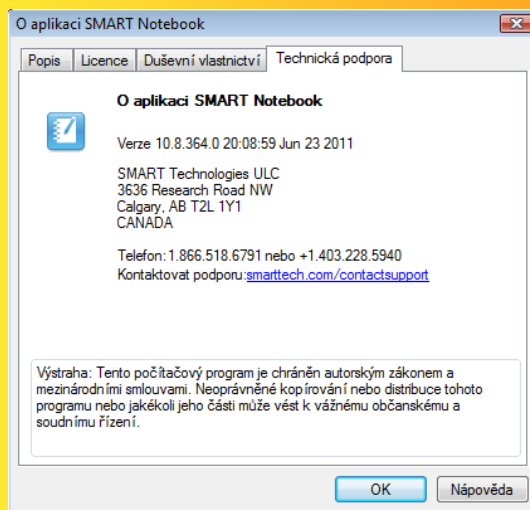 O aplikaci SMART Notebook
Popis Licence Duševní vlastnictví Technická podpora
O aplikaci SMART Notebook
Verze 10.8.364.0 20:08:59 Jun 23 2011
SMART Technologies ULC
3636 Research Road NW
Calgary, AB T2L 1Y1
CANADA
Telefon: 1.866.518.6791 nebo +1.403.228.5940
Kontaktovat podporu:smarttech.com/contactsupport
Výstraha: Tento počítačový program je chráněn autorským zákonem a
mezinárodními smlouvami. Neoprávněné kopírování nebo distribuce tohoto
programu nebo jakékoli jeho části může vést k vážnému občanskému a
soudnímu řízení.
OK Nápověda